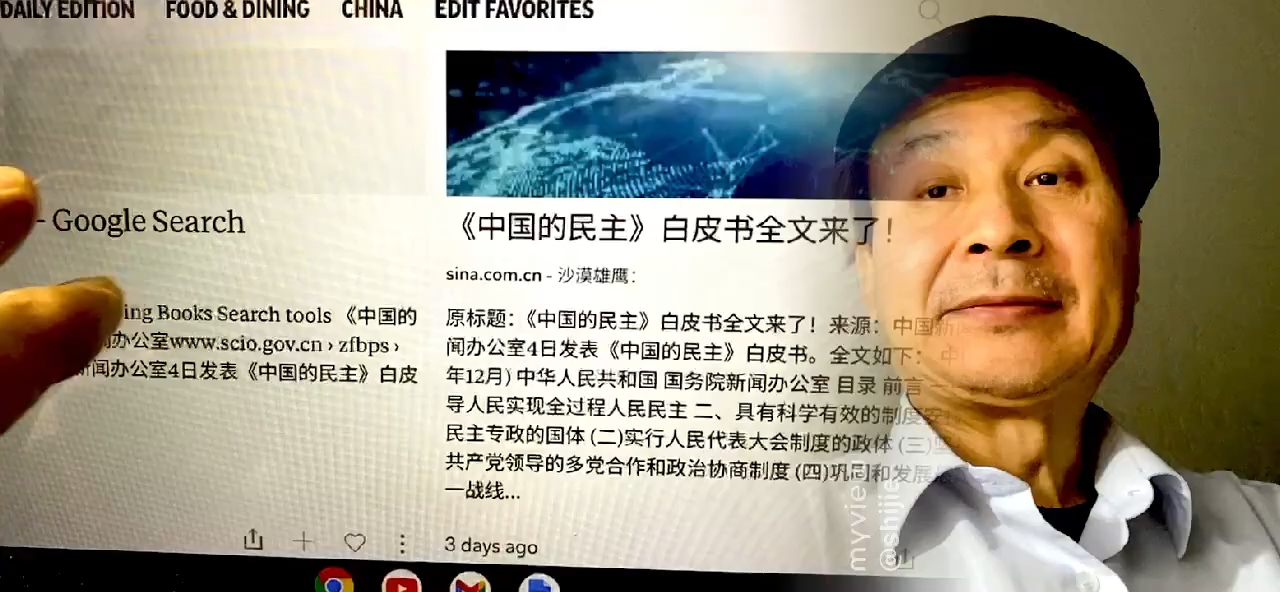 DAILY EDITION FOOD & DINING CHINA EDIT FAVORITES
- Google Search
ing Books Search tools 《中国的
办公室www.scio.gov.cn › zfbps ›
新闻办公室4日发表《中国的民主》白皮
《中国的民主》白皮书全文来了！
sina.com.cn - 沙漠雄鹰：
原标题：《中国的民主》白皮书全文来了！来源：中国新
闻办公室4日发表《中国的民主》白皮书。全文如下：中
年12月) 中华人民共和国 国务院新闻办公室 目录 前言 一
导人民实现全过程人民民主 二、具有科学有效的制度安
民主专政的国体 (二)实行人民代表大会制度的政体 (三)坚
共产党领导的多党合作和政治协商制度 (四)巩固和发展
一战线...
3 days ago
myview
@shijie